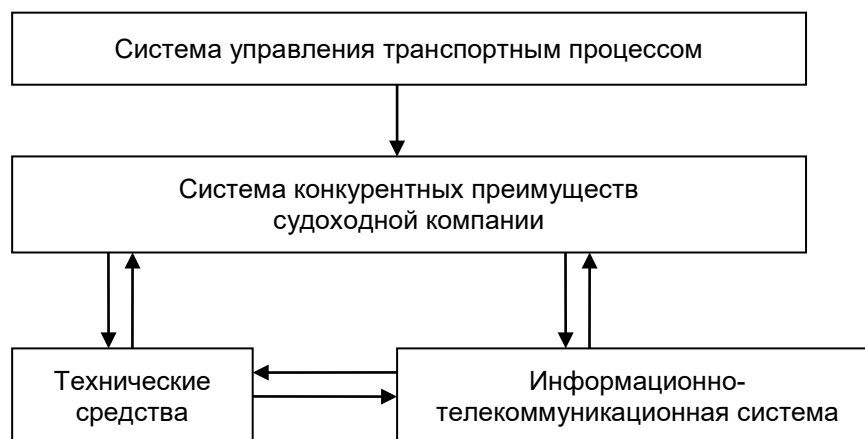 Система управления транспортным процессом
Система конкурентных преимуществ
судоходной компании
Технические
средства
Информационно-
телекоммуникационная система